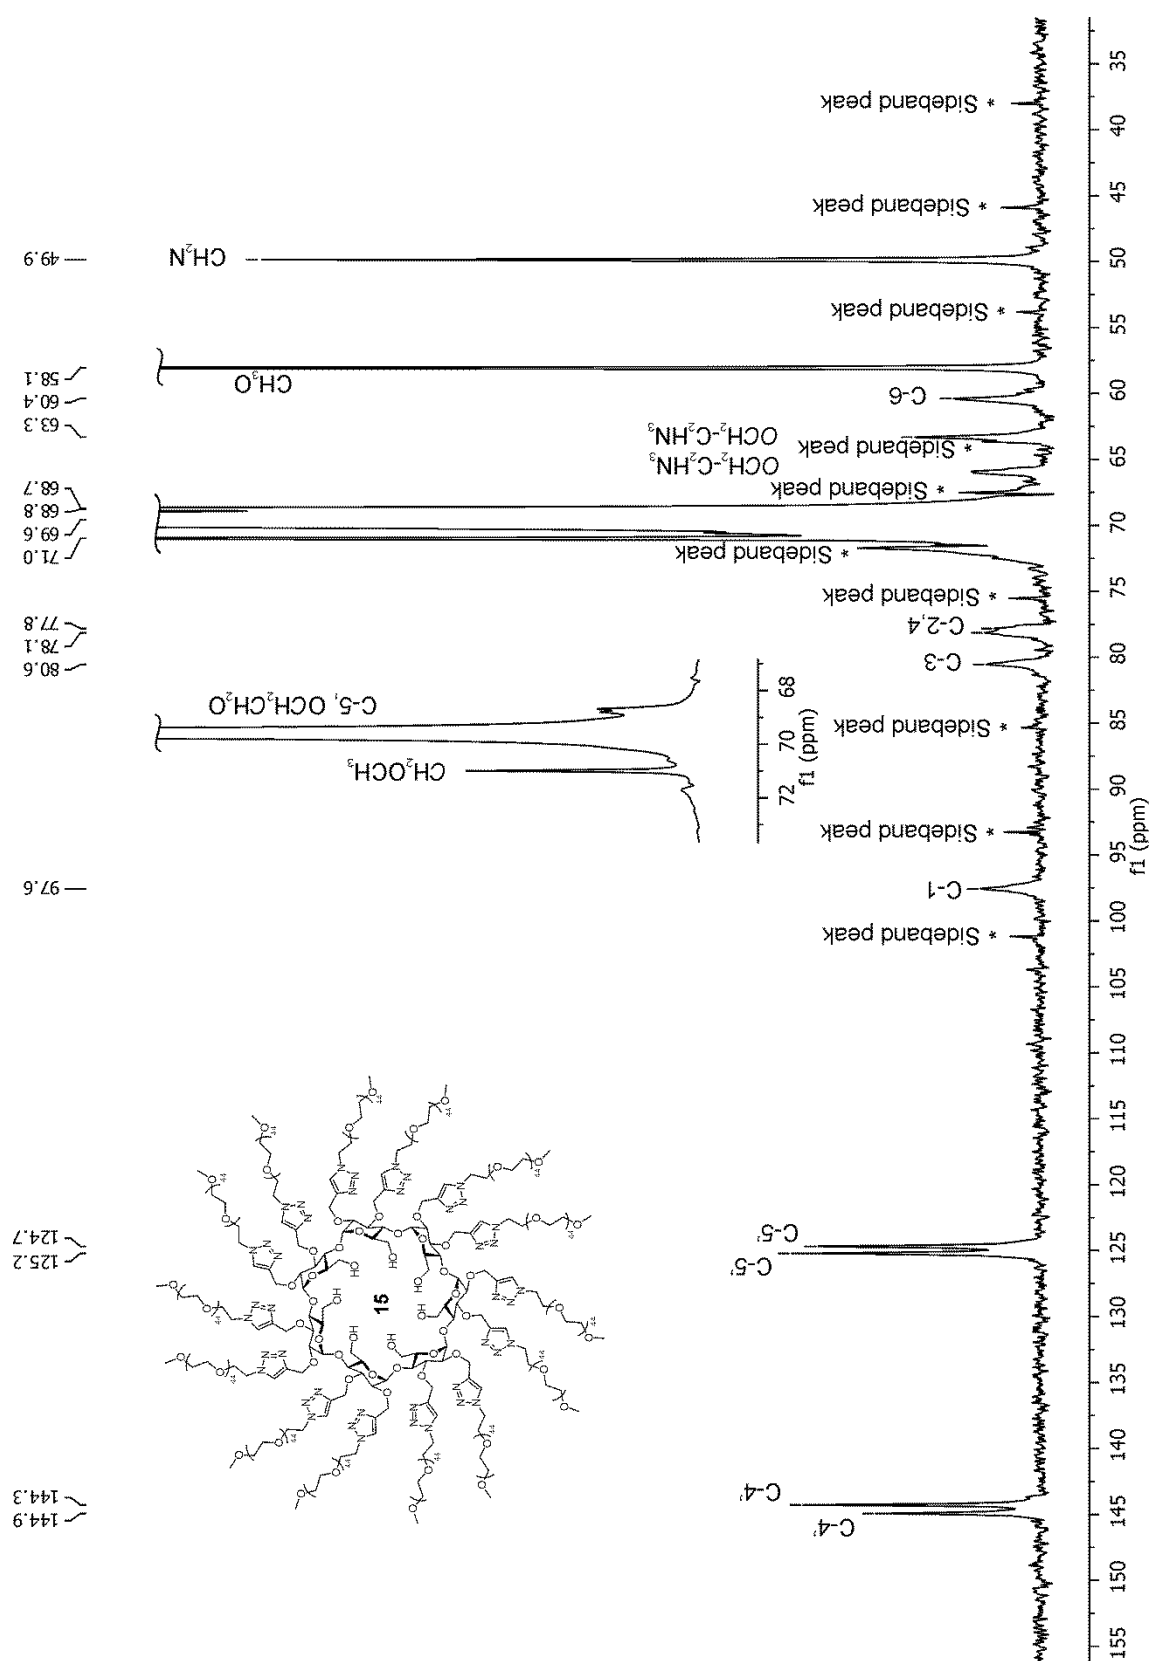 144.9
144.3
125.2
124.7
97.6
80.6
78.1
77.8
71.0
69.6
68.8
68.7
63.3
60.4
58.1
49.9
C-4'
C-4'
C-5'
C-5'
* Sideband peak
C-1
* Sideband peak
* Sideband peak
C-3
C-2,4
* Sideband peak
* Sideband peak
* Sideband peak
OCH₂-C₂HN₃
* Sideband peak
OCH₂-C₂HN₃
C-6
CH₃O
* Sideband peak
CH₂N
* Sideband peak
* Sideband peak
CH₂OCH₃
C-5, OCH₂CH₂O
72
70
68
f1 (ppm)
15
155
150
145
140
135
130
125
120
115
110
105
100
95
90
85
80
75
70
65
60
55
50
45
40
35
f1 (ppm)